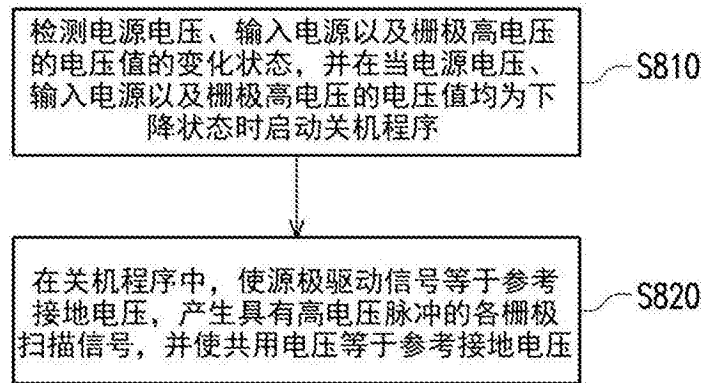 检测电源电压、输入电源以及栅极高电压
的电压值的变化状态，并在当电源电压、
输入电源以及栅极高电压的电压值均为下
降状态时启动关机程序
S810
在关机程序中，使源极驱动信号等于参考
接地电压，产生具有高电压脉冲的各栅极
扫描信号，并使共用电压等于参考接地电压
S820